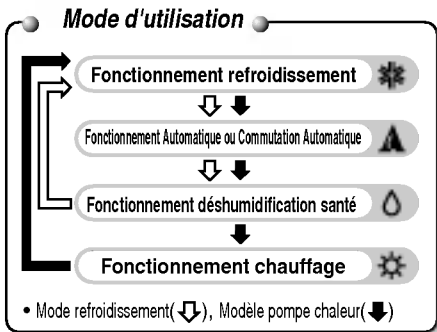 Mode d'utilisation
Fonctionnement refroidissement
Fonctionnement Automatique ou Commutation Automatique
Fonctionnement déshumidification santé
Fonctionnement chauffage
• Mode refroidissement(⇩), Modèle pompe chaleur(🡇)